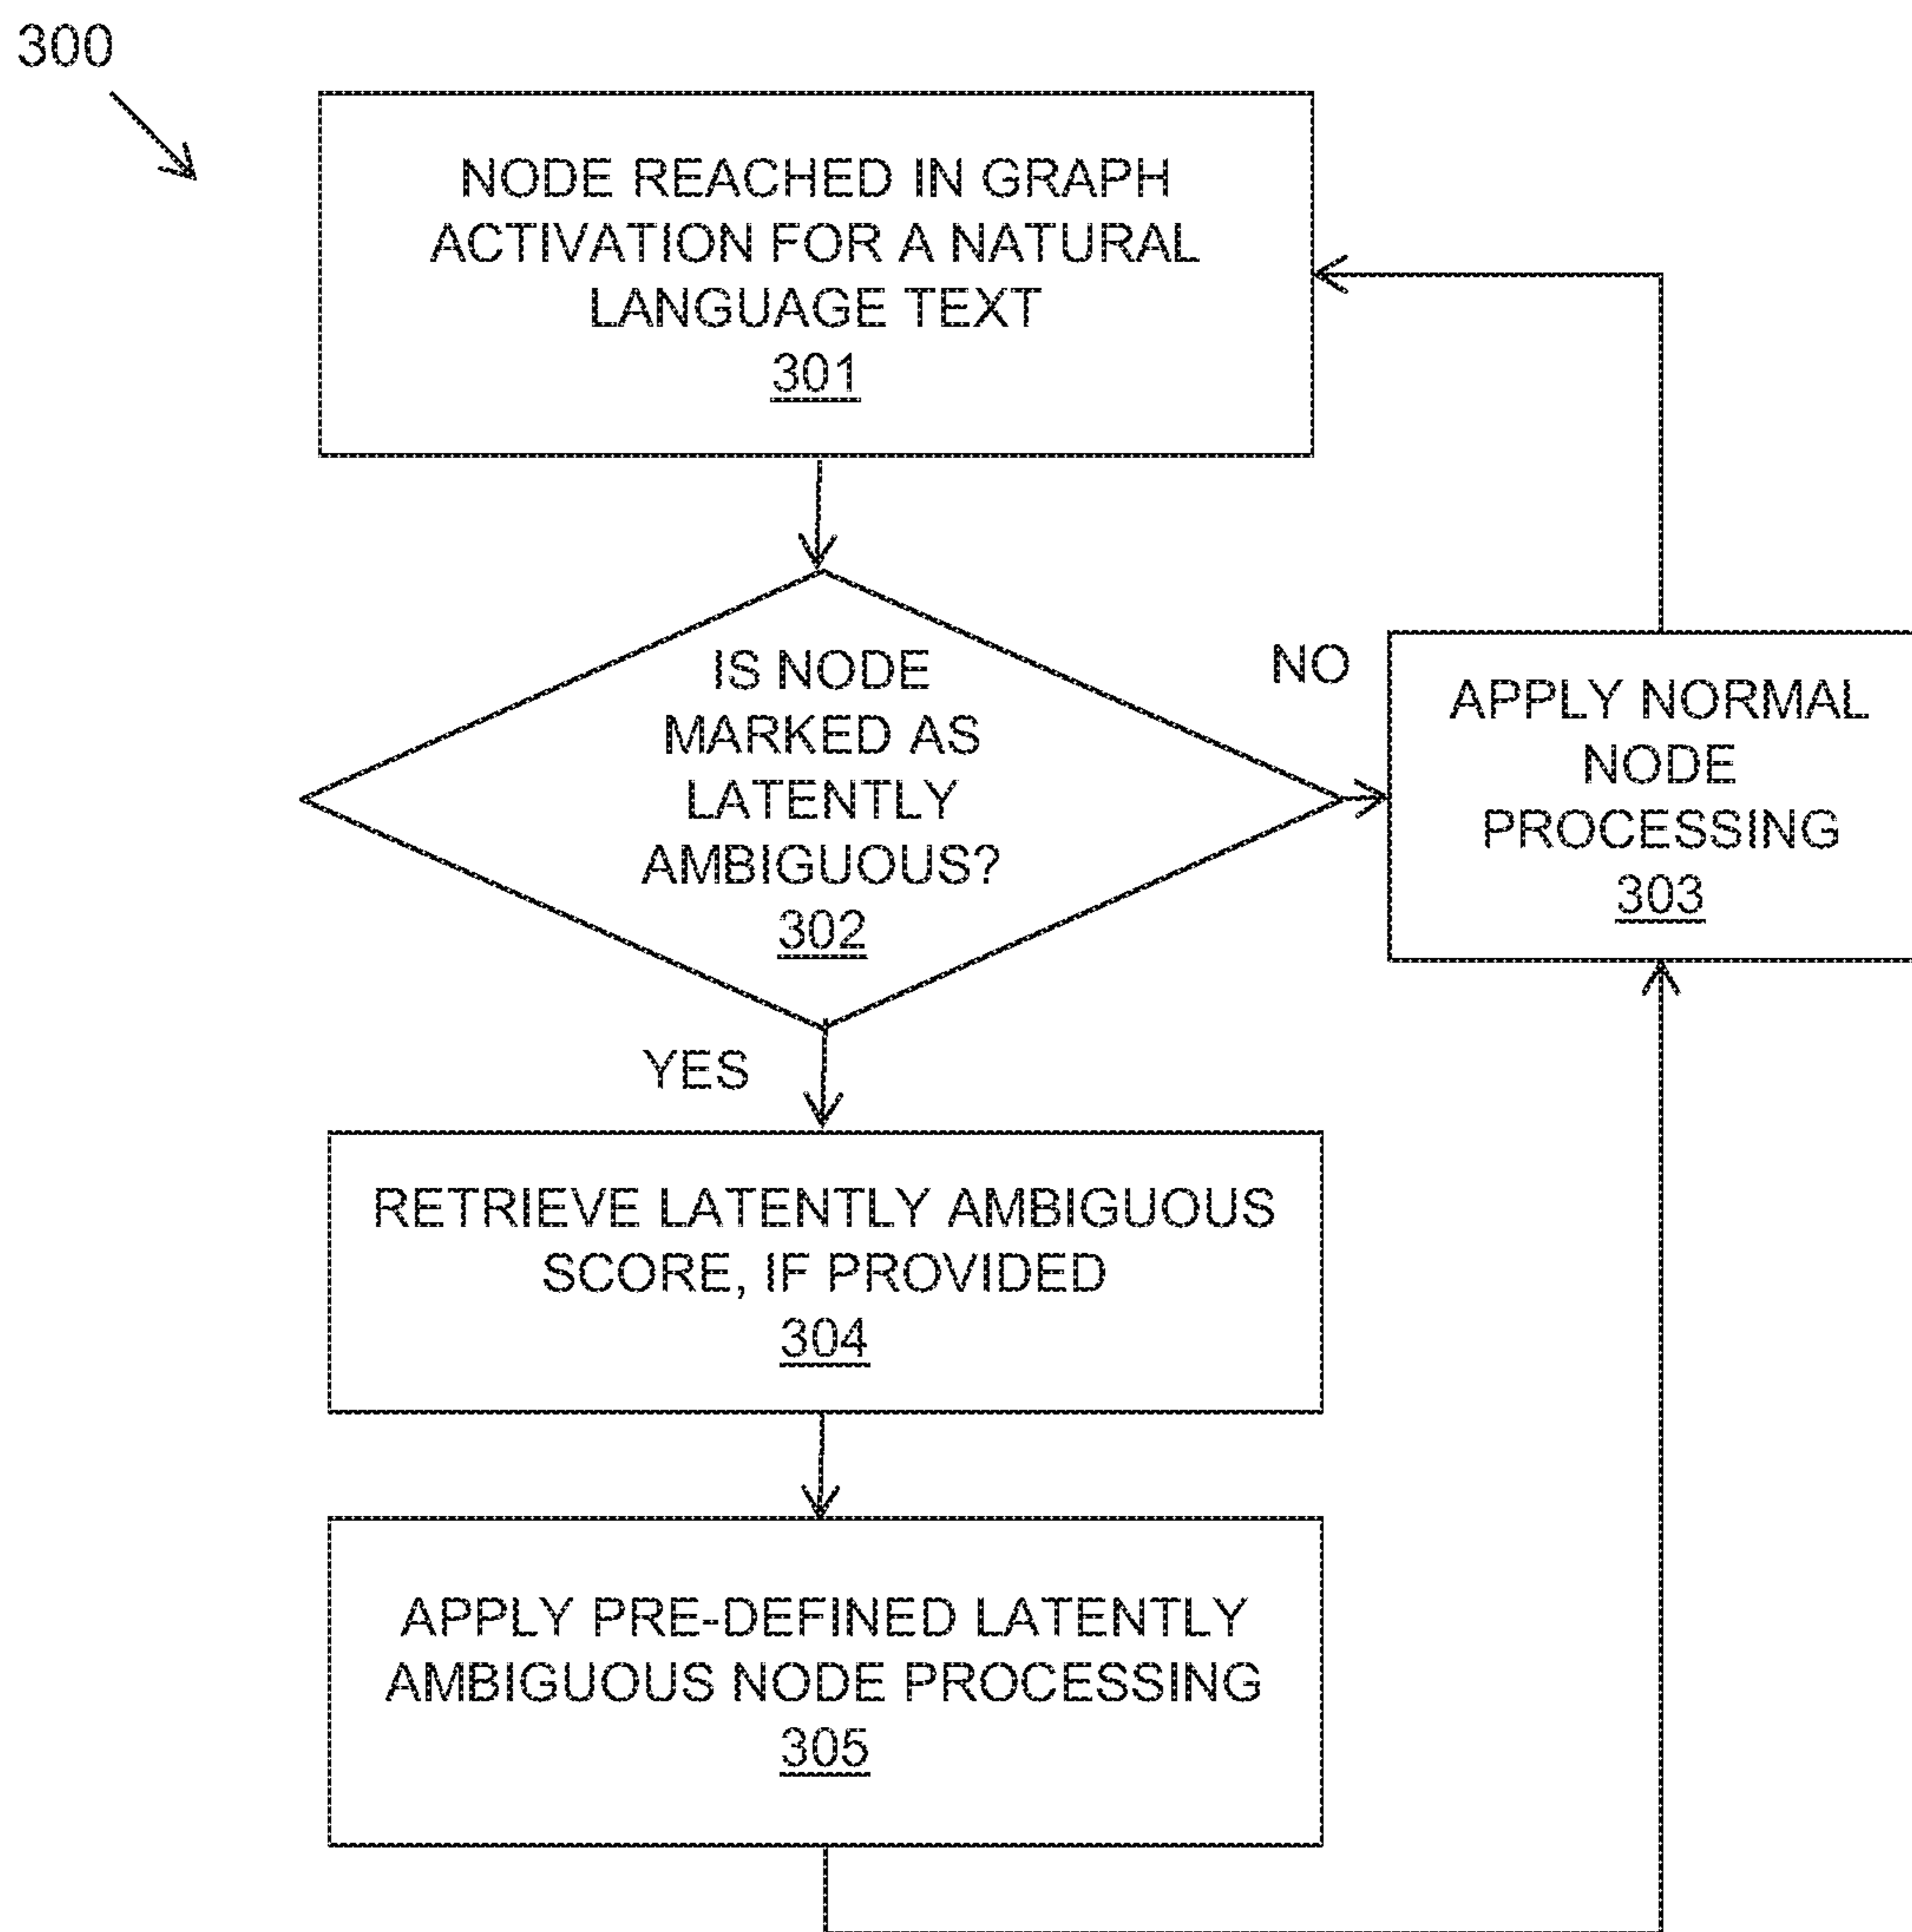 300
NODE REACHED IN GRAPH
ACTIVATION FOR A NATURAL
LANGUAGE TEXT
301
IS NODE
MARKED AS
LATENTLY
AMBIGUOUS?
302
NO
APPLY NORMAL
NODE
PROCESSING
303
YES
RETRIEVE LATENTLY AMBIGUOUS
SCORE, IF PROVIDED
304
APPLY PRE-DEFINED LATENTLY
AMBIGUOUS NODE PROCESSING
305